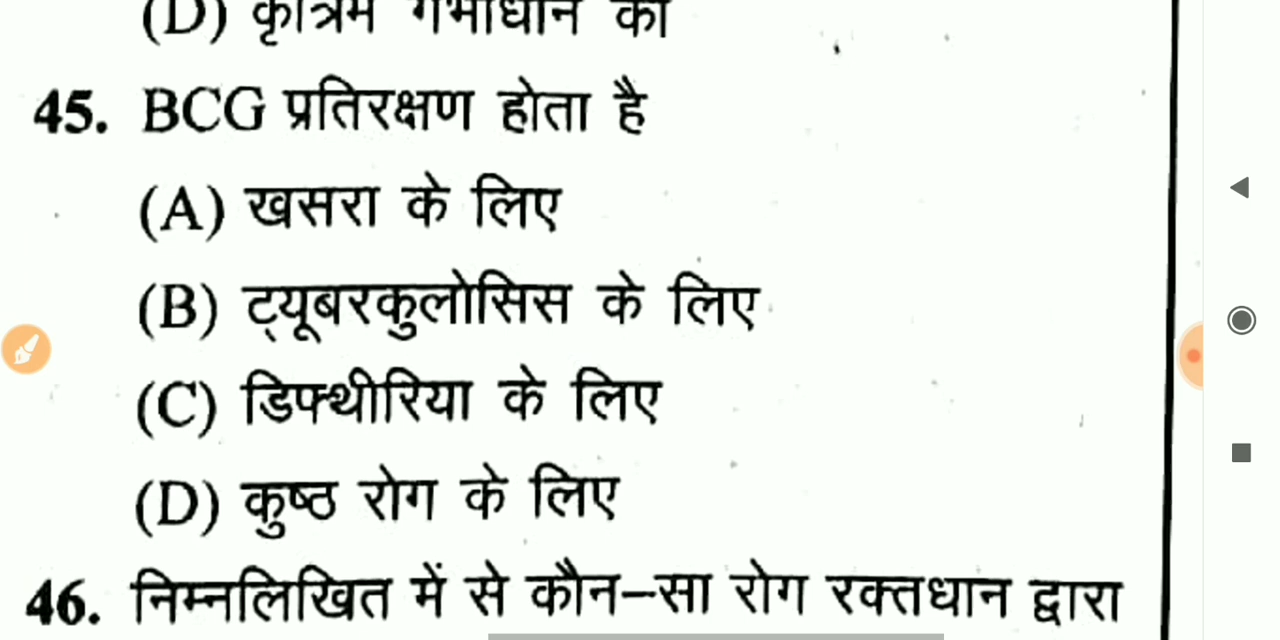 (D) कृत्रिम गर्भाधान का
45. BCG प्रतिरक्षण होता है
(A) खसरा के लिए
(B) ट्यूबरकुलोसिस के लिए
(C) डिफ्थीरिया के लिए
(D) कुष्ठ रोग के लिए
46. निम्नलिखित में से कौन–सा रोग रक्तधान द्वारा